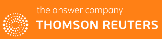 the answer company
THOMSON REUTERS